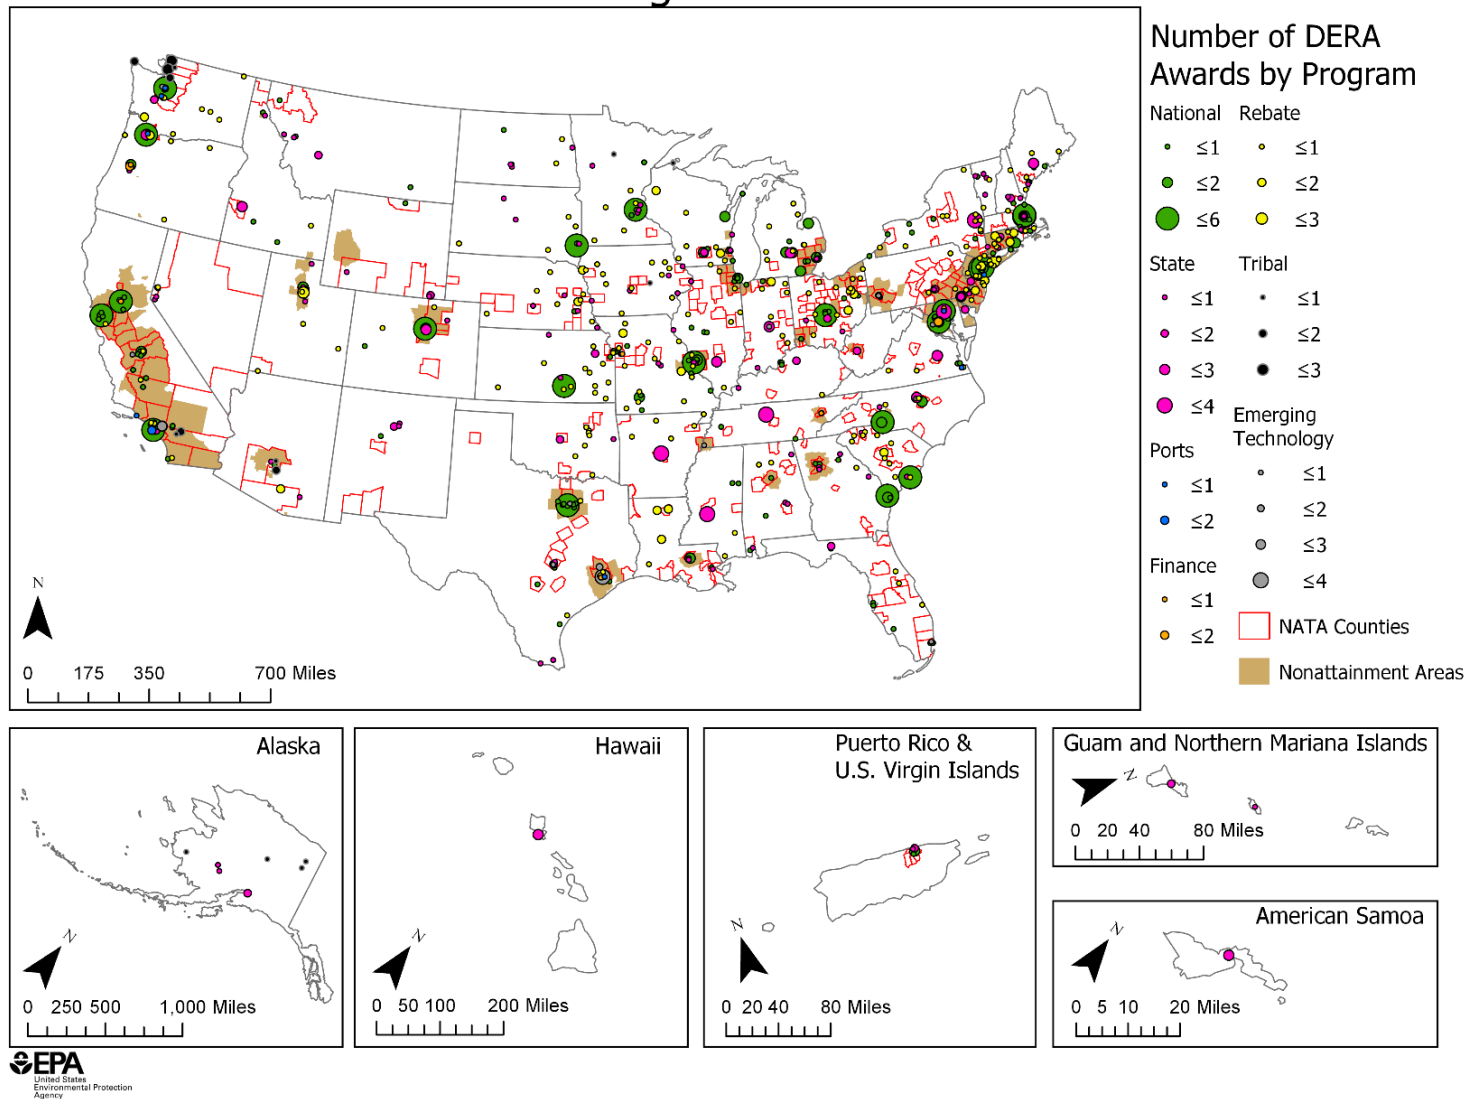 Number of DERA
Awards by Program
National Rebate
≤1 ≤1
≤2 ≤2
≤6 ≤3
State Tribal
≤1 ≤1
≤2 ≤2
≤3 ≤3
≤4
Emerging
Technology
Ports
≤1 ≤1
≤2 ≤2
≤3
Finance
≤4
≤1
≤2
NATA Counties
Nonattainment Areas
N
0 175 350 700 Miles
Alaska
N
0 250 500 1,000 Miles
Hawaii
N
0 50 100 200 Miles
Puerto Rico &
U.S. Virgin Islands
N
0 20 40 80 Miles
Guam and Northern Mariana Islands
N
0 20 40 80 Miles
American Samoa
N
0 5 10 20 Miles
EPA
United States
Environmental Protection
Agency